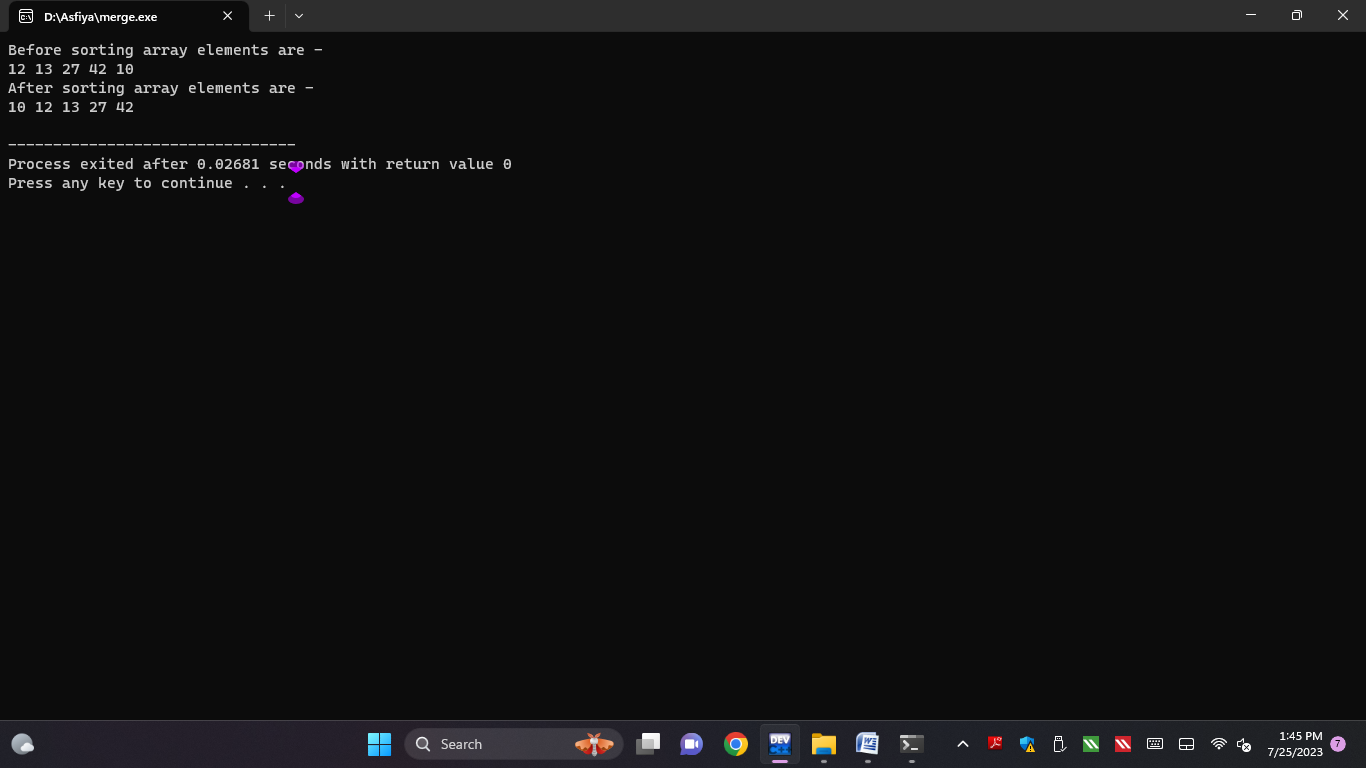 D:\Asfiya\merge.exe
Before sorting array elements are -
12 13 27 42 10
After sorting array elements are -
10 12 13 27 42
--------------------------------
Process exited after 0.02681 seconds with return value 0
Press any key to continue . . .
Search
DEV
C++
1:45 PM
7/25/2023
7